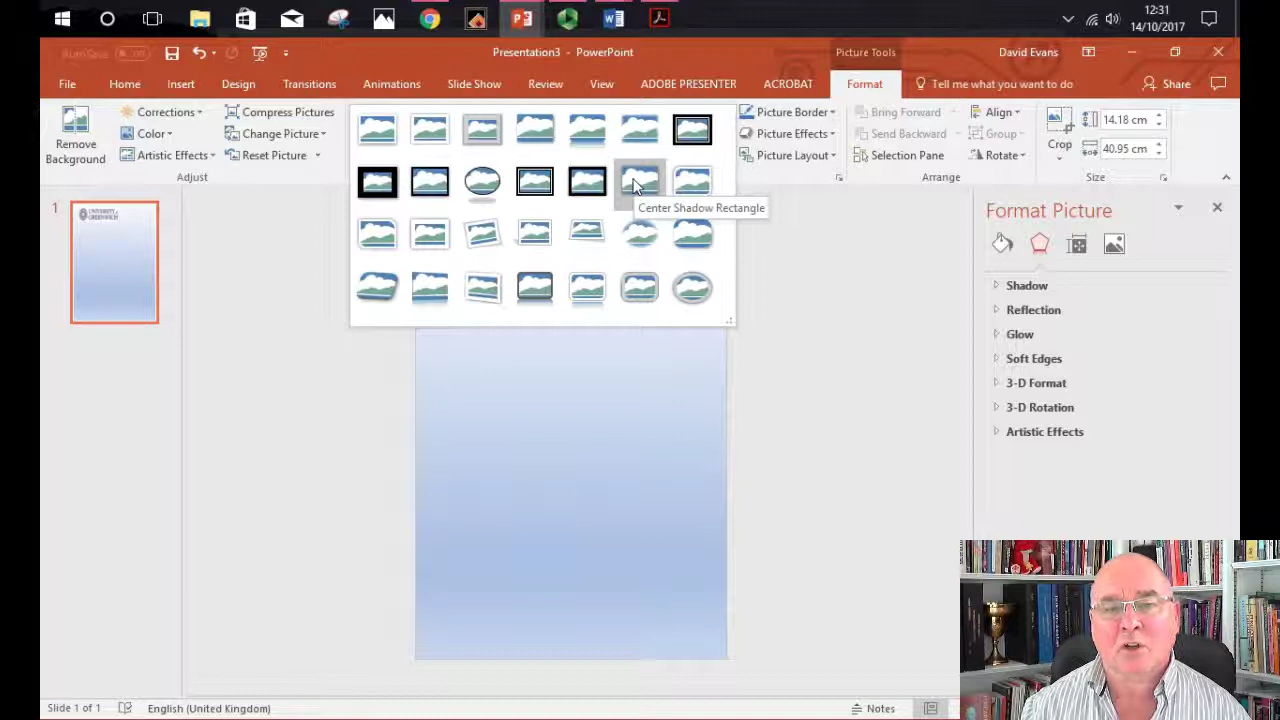 12:31
14/10/2017
Presentation3 - PowerPoint
Picture Tools
David Evans
File
Home
Insert
Design
Transitions
Animations
Slide Show
Review
View
ADOBE PRESENTER
ACROBAT
Format
Tell me what you want to do
Share
Remove
Background
Corrections
Color
Artistic Effects
Compress Pictures
Change Picture
Reset Picture
Adjust
Picture Border
Picture Effects
Picture Layout
Bring Forward
Send Backward
Selection Pane
Align
Group
Rotate
Arrange
Crop
14.18 cm
40.95 cm
Size
Center Shadow Rectangle
1
UNIVERSITY
GREENWICH
Format Picture
Shadow
Reflection
Glow
Soft Edges
3-D Format
3-D Rotation
Artistic Effects
Slide 1 of 1
English (United Kingdom)
Notes